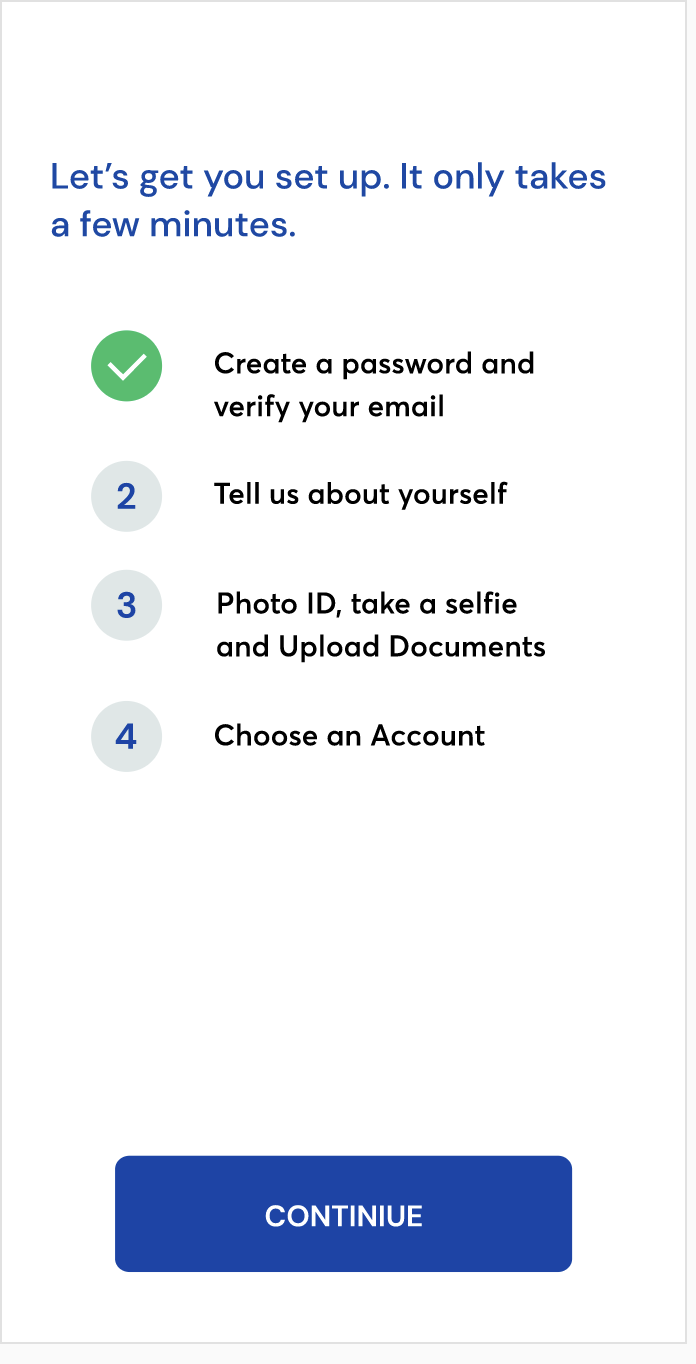 Let’s get you set up. It only takes
a few minutes.
Create a password and
verify your email
2
Tell us about yourself
3
Photo ID, take a selfie
and Upload Documents
4
Choose an Account
CONTINIUE